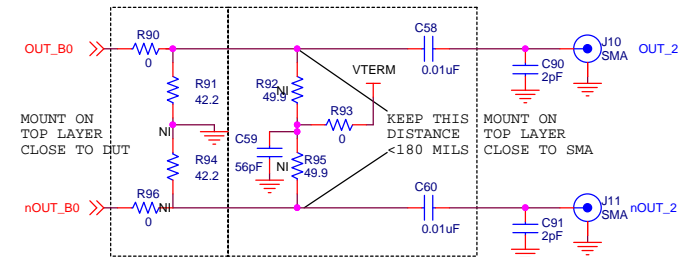 OUT_B0
R90
0
R91
42.2
R92
49.9
NI
VTERM
R93
0
C58
0.01uF
C90
2pF
J10
SMA
OUT_2
MOUNT ON
TOP LAYER
CLOSE TO DUT
NI
C59
56pF
KEEP THIS
DISTANCE
<180 MILS
MOUNT ON
TOP LAYER
CLOSE TO SMA
R94
42.2
NI
R95
49.9
nOUT_B0
R96
0
NI
C60
0.01uF
C91
2pF
J11
SMA
nOUT_2